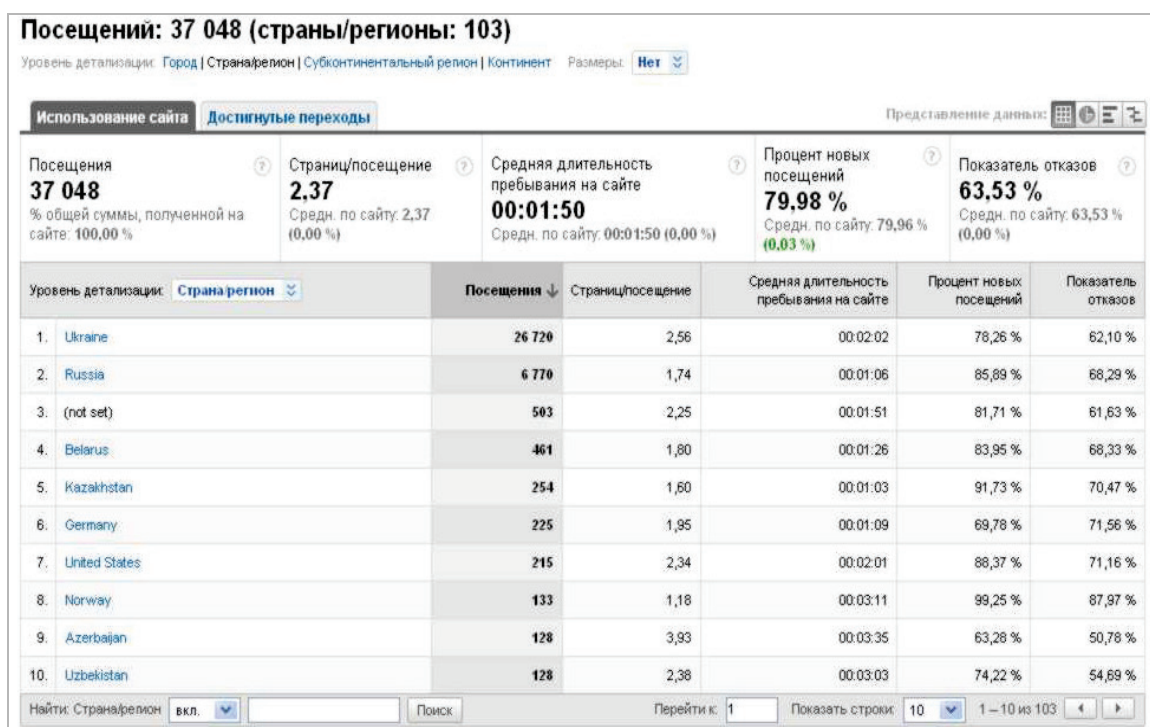 Посещений: 37 048 (страны/регионы: 103)
Уровень детализации: Город | Страна/регион | Субконтинентальный регион | Континент Размеры: Нет
Использование сайта Достигнутые переходы Представление данных:
Посещения
37 048
% общей суммы, полученной на
сайте: 100,00 %
Страниц/посещение
2,37
Средн. по сайту: 2,37
(0,00 %)
Средняя длительность
пребывания на сайте
00:01:50
Средн. по сайту: 00:01:50 (0,00 %)
Процент новых
посещений
79,98 %
Средн. по сайту: 79,96 %
(0,03 %)
Показатель отказов
63,53 %
Средн. по сайту: 63,53 %
(0,00 %)
Уровень детализации: Страна/регион Посещения ↓ Страниц/посещение Средняя длительность пребывания на сайте Процент новых посещений Показатель отказов
1. Ukraine 26 720 2,56 00:02:02 78,26 % 62,10 %
2. Russia 6 770 1,74 00:01:06 85,89 % 68,29 %
3. (not set) 503 2,25 00:01:51 81,71 % 61,63 %
4. Belarus 461 1,80 00:01:26 83,95 % 68,33 %
5. Kazakhstan 254 1,60 00:01:03 91,73 % 70,47 %
6. Germany 225 1,95 00:01:09 69,78 % 71,56 %
7. United States 215 2,34 00:02:01 88,37 % 71,16 %
8. Norway 133 1,18 00:03:11 99,25 % 87,97 %
9. Azerbaijan 128 3,93 00:03:35 63,28 % 50,78 %
10. Uzbekistan 128 2,38 00:03:03 74,22 % 54,69 %
Найти: Страна/регион вкл. Поиск Перейти к: 1 Показать строки: 10 1 – 10 из 103